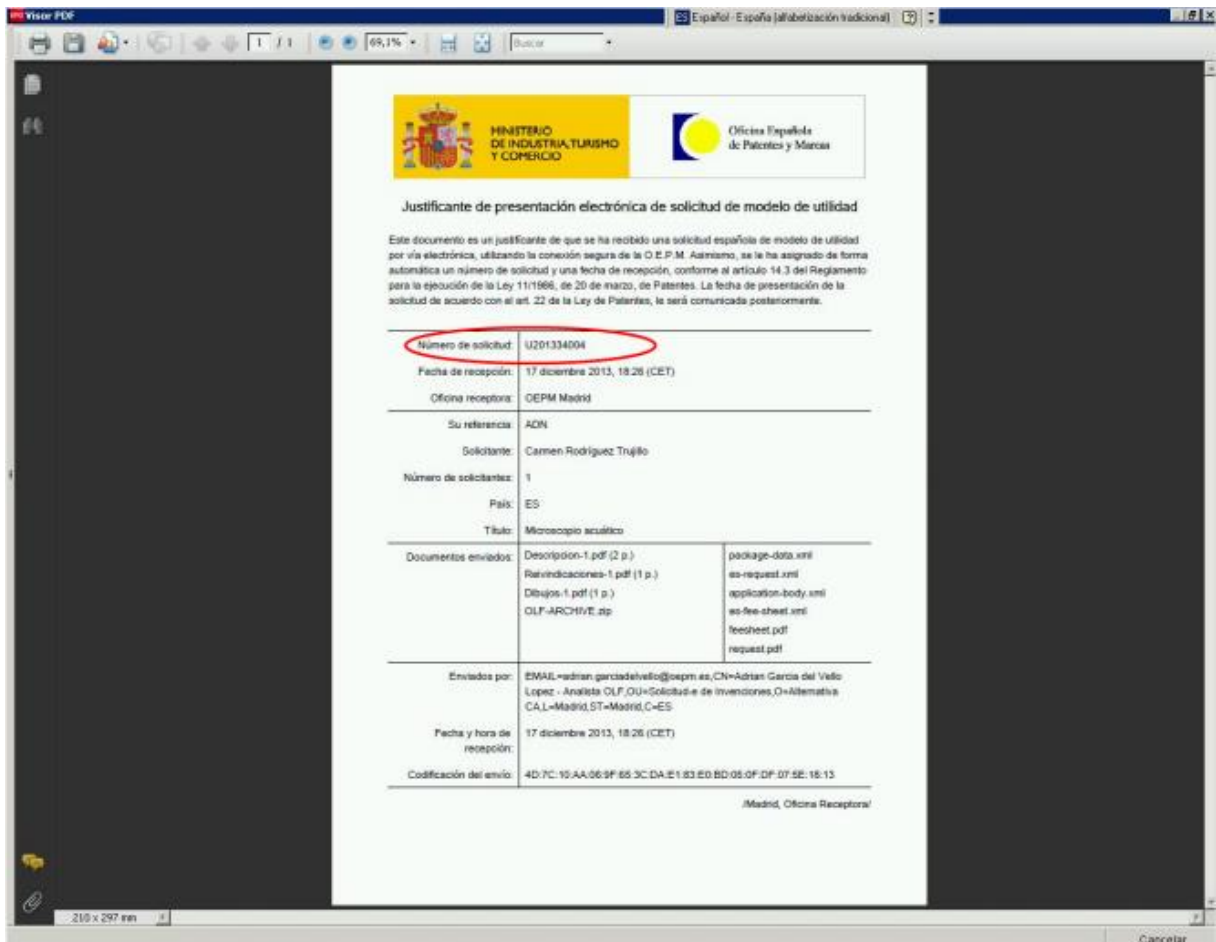 Visor PDF
ES Español - España (alfabetización tradicional)
1 / 1
69,1%
Buscar
MINISTERIO
DE INDUSTRIA, TURISMO
Y COMERCIO
Oficina Española
de Patentes y Marcas
Justificante de presentación electrónica de solicitud de modelo de utilidad
Este documento es un justificante de que se ha recibido una solicitud española de modelo de utilidad
por vía electrónica, utilizando la conexión segura de la O.E.P.M. Asimismo, se le ha asignado de forma
automática un número de solicitud y una fecha de recepción, conforme al artículo 14.3 del Reglamento
para la ejecución de la Ley 11/1986, de 20 de marzo, de Patentes. La fecha de presentación de la
solicitud de acuerdo con el art. 22 de la Ley de Patentes, le será comunicada posteriormente.
Número de solicitud: U201334004
Fecha de recepción: 17 diciembre 2013, 18:26 (CET)
Oficina receptora: OEPM Madrid
Su referencia: ADN
Solicitante: Carmen Rodríguez Trujillo
Número de solicitantes: 1
País: ES
Título: Microscopio acuático
Documentos enviados: Descripcion-1.pdf (2 p.) package-data.xml
Reivindicaciones-1.pdf (1 p.) es-request.xml
Dibujos-1.pdf (1 p.) application-body.xml
OLF-ARCHIVE.zip es-fee-sheet.xml
feesheet.pdf
request.pdf
Enviados por: EMAIL=adrian.garciadelvello@oepm.es,CN=Adrian Garcia del Vello
Lopez - Analista OLF,OU=Solicitud-e de Invenciones,O=Alternativa
CA,L=Madrid,ST=Madrid,C=ES
Fecha y hora de 17 diciembre 2013, 18:26 (CET)
recepción:
Codificación del envío: 4D:7C:10:AA:06:9F:65:3C:DA:E1:83:E0:BD:05:0F:DF:07:5E:18:13
/Madrid, Oficina Receptora/
210 x 297 mm
Cancelar